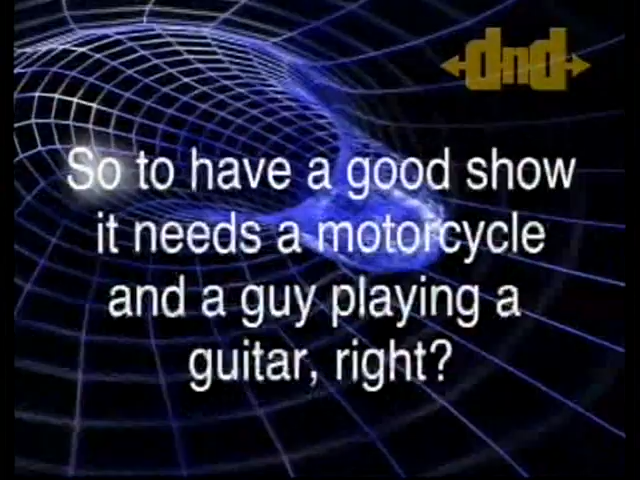 dnd
So to have a good show
it needs a motorcycle
and a guy playing a
guitar, right?